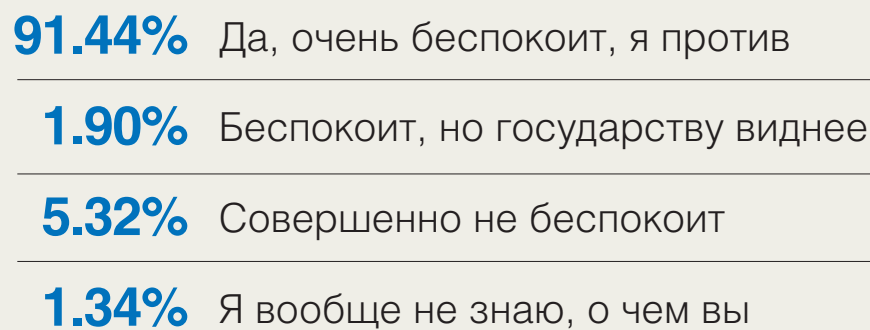 91.44% Да, очень беспокоит, я против
1.90% Беспокоит, но государству виднее
5.32% Совершенно не беспокоит
1.34% Я вообще не знаю, о чем вы